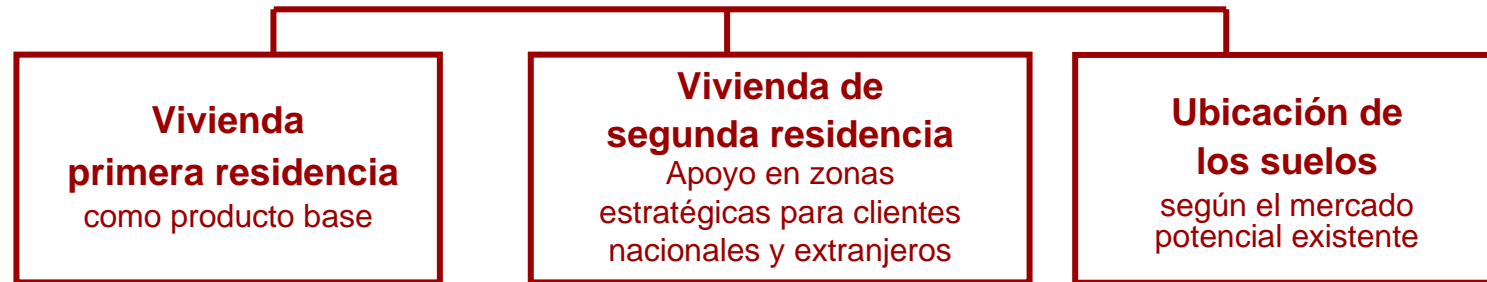 Vivienda
primera residencia
como producto base
Vivienda de
segunda residencia
Apoyo en zonas
estratégicas para clientes
nacionales y extranjeros
Ubicación de
los suelos
según el mercado
potencial existente